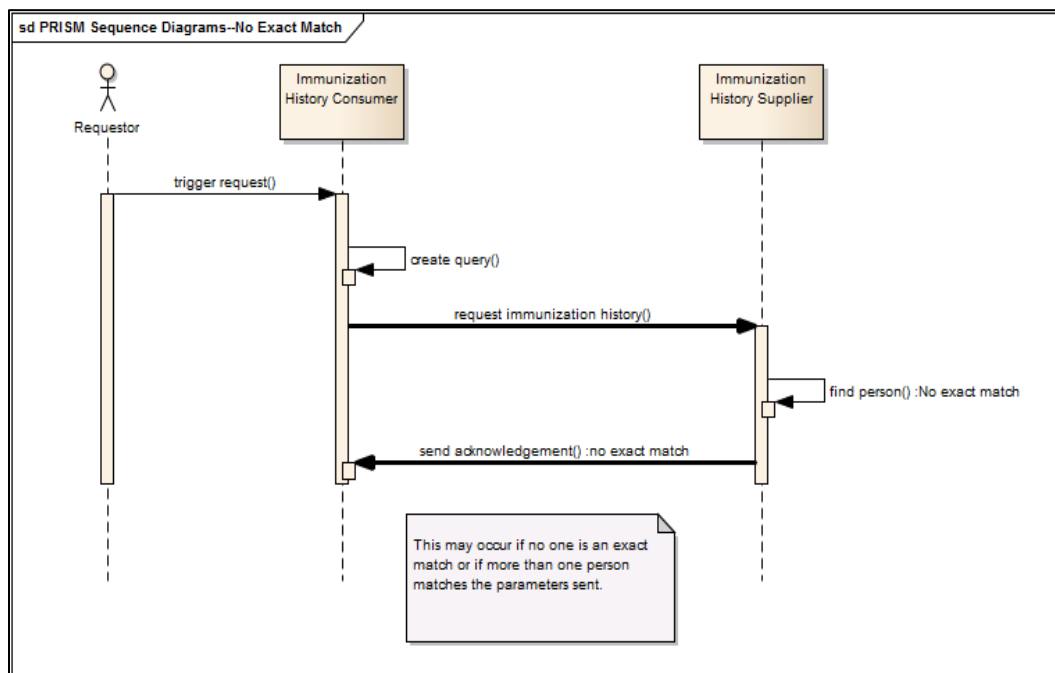 sd PRISM Sequence Diagrams--No Exact Match
Immunization
History Consumer
Immunization
History Supplier
Requestor
trigger request()
create query()
request immunization history()
find person() :No exact match
send acknowledgement() :no exact match
This may occur if no one is an exact
match or if more than one person
matches the parameters sent.